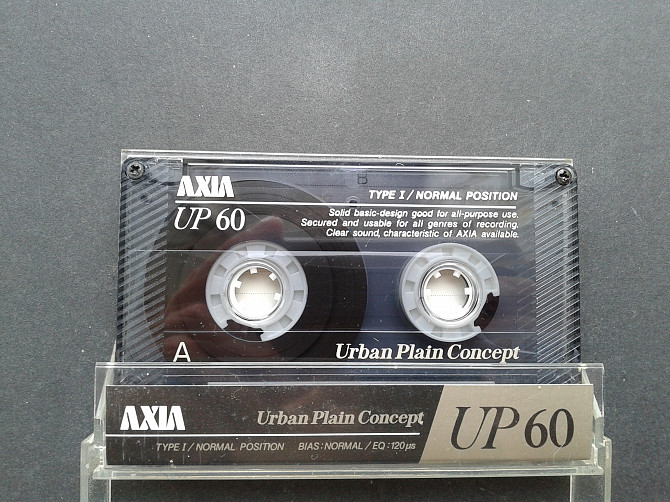 AXIA
TYPE I / NORMAL POSITION
UP 60
Solid basic-design good for all-purpose use.
Secured and usable for all genres of recording.
Clear sound, characteristic of AXIA available.
A
Urban Plain Concept
AXIA
Urban Plain Concept
UP 60
TYPE I / NORMAL POSITION BIAS: NORMAL / EQ: 120 μs